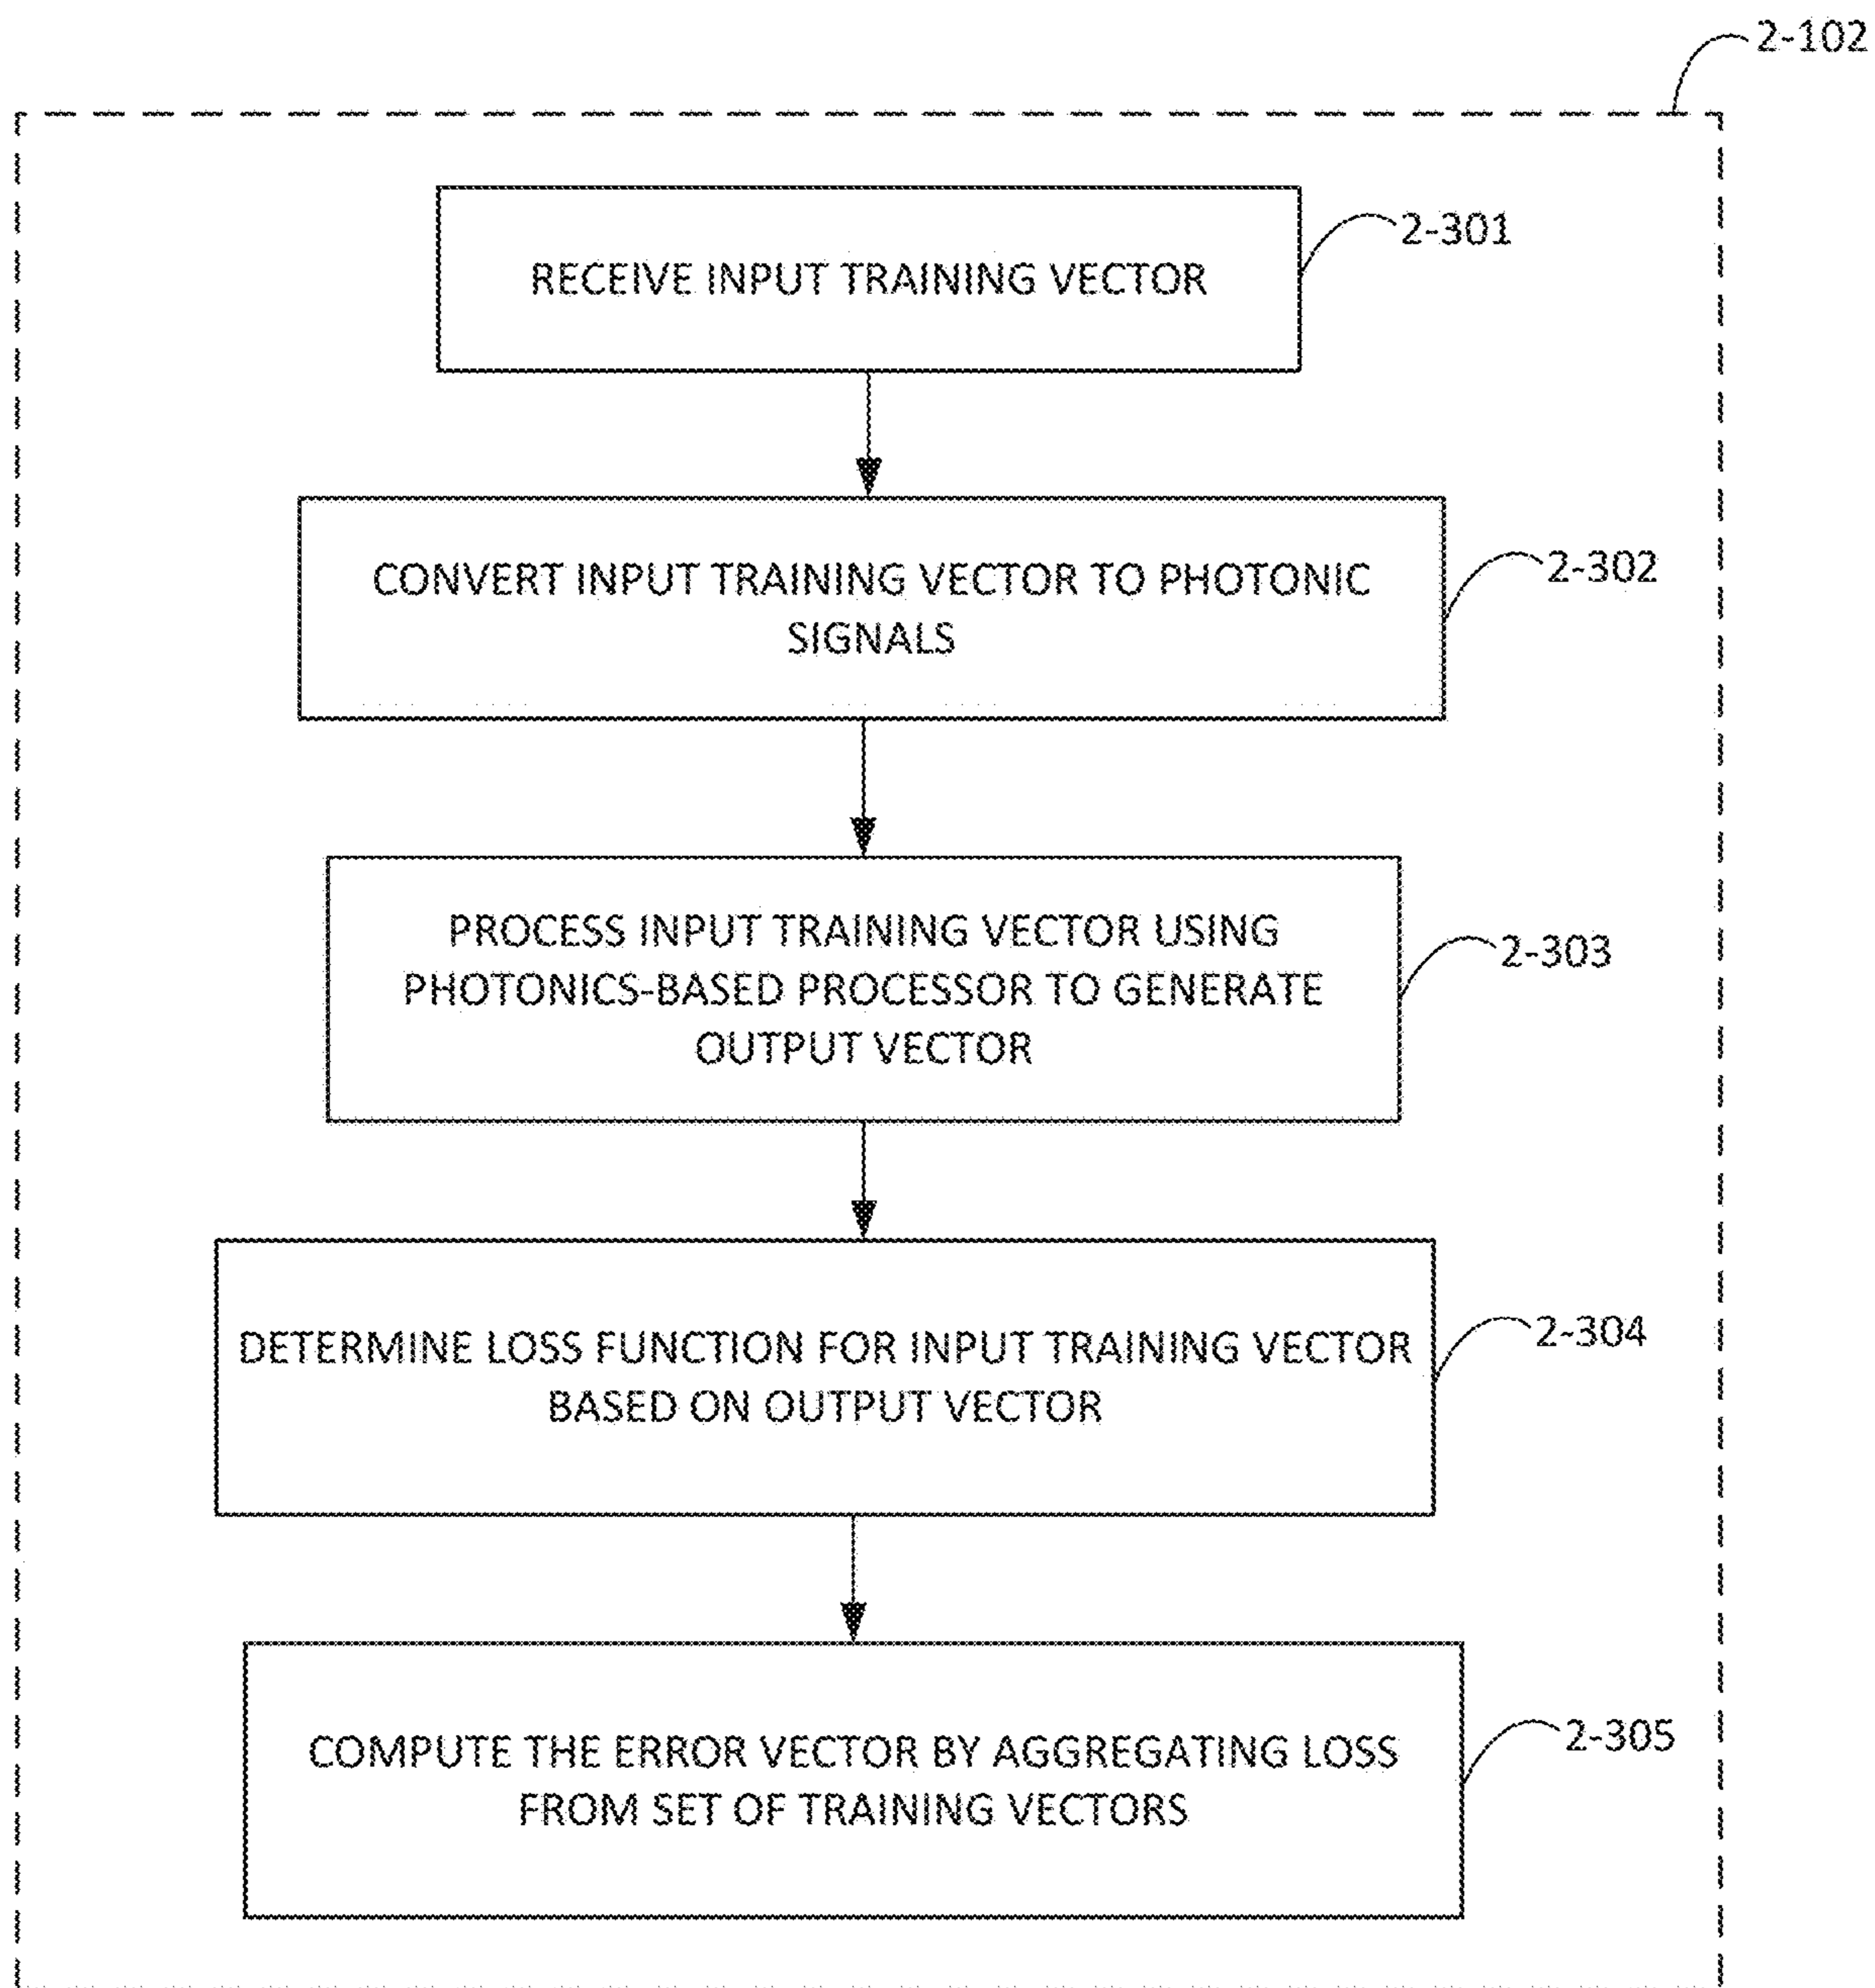 2-102
RECEIVE INPUT TRAINING VECTOR
2-301
CONVERT INPUT TRAINING VECTOR TO PHOTONIC
SIGNALS
2-302
PROCESS INPUT TRAINING VECTOR USING
PHOTONICS-BASED PROCESSOR TO GENERATE
OUTPUT VECTOR
2-303
DETERMINE LOSS FUNCTION FOR INPUT TRAINING VECTOR
BASED ON OUTPUT VECTOR
2-304
COMPUTE THE ERROR VECTOR BY AGGREGATING LOSS
FROM SET OF TRAINING VECTORS
2-305